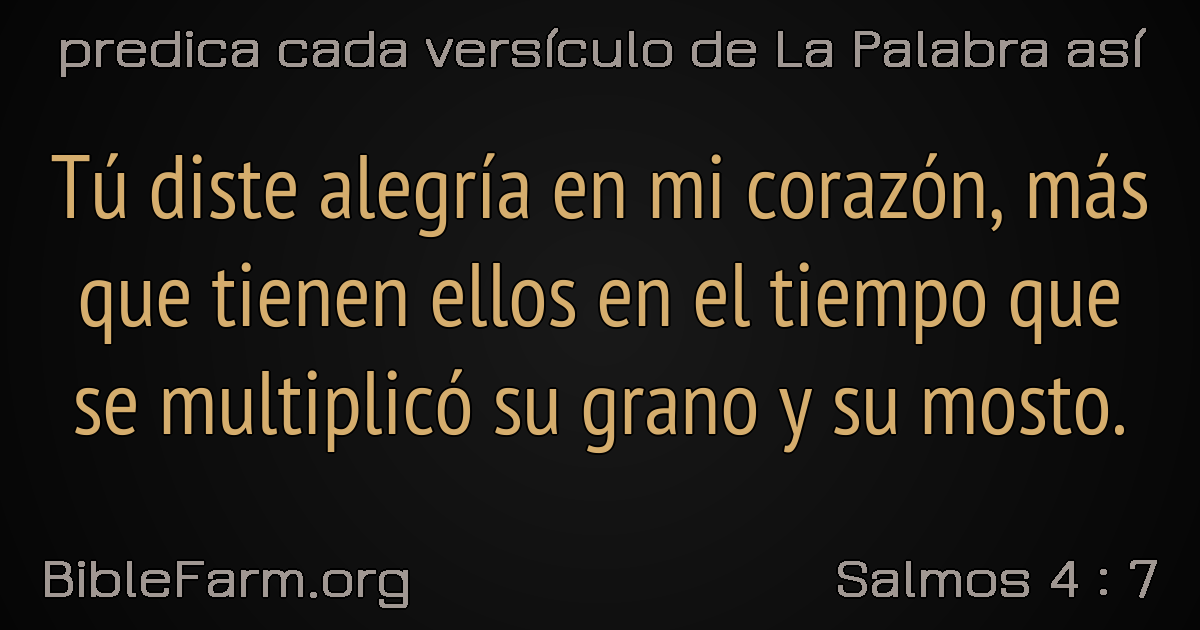 predica cada versículo de La Palabra así
Tú diste alegría en mi corazón, más
que tienen ellos en el tiempo que
se multiplicó su grano y su mosto.
BibleFarm.org
Salmos 4 : 7